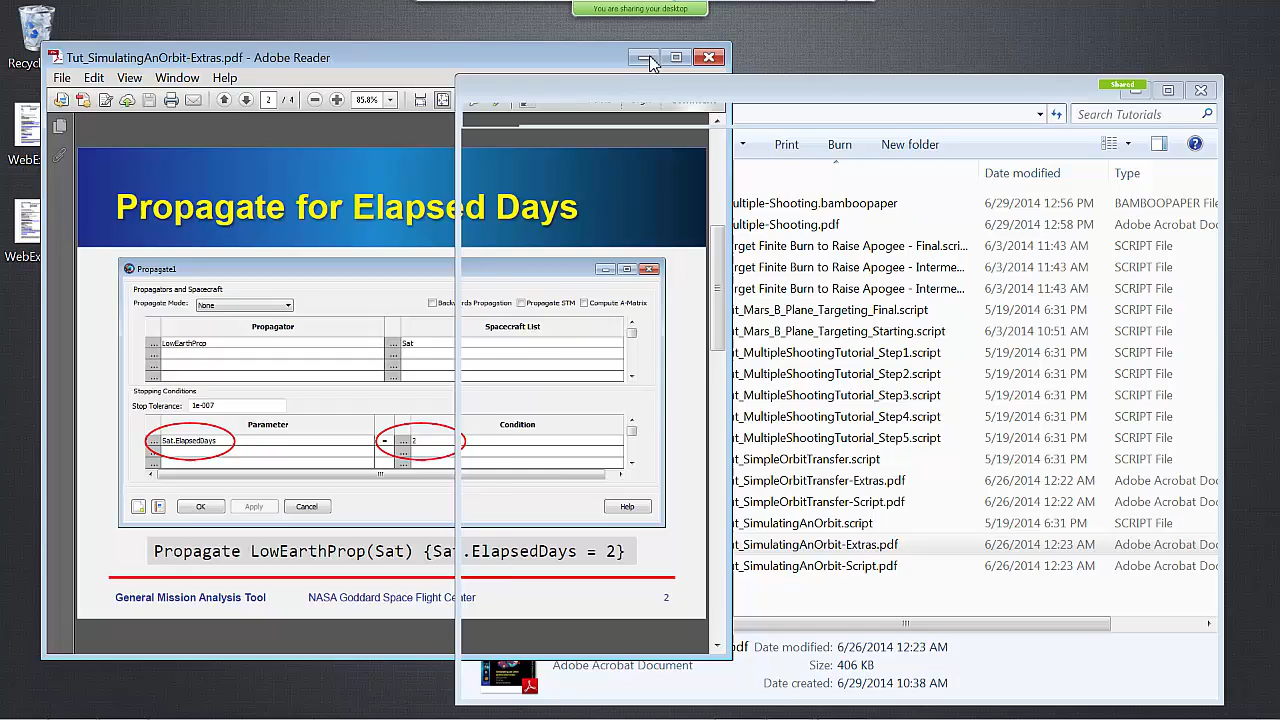 You are sharing your desktop
Recycl
WebEx
WebEx
Tut_SimulatingAnOrbit-Extras.pdf - Adobe Reader
File Edit View Window Help
2 / 4 85.8%
Propagate for Elapsed Days
Propagate1
Propagators and Spacecraft
Propagate Mode: None Backwards Propagation Propagate STM Compute A-Matrix
Propagator Spacecraft List
... LowEarthProp ... Sat
... ...
... ...
... ...
Stopping Conditions
Stop Tolerance: 1e-007
Parameter Condition
... Sat.ElapsedDays = ... 2
... ...
... ...
OK Apply Cancel Help
Propagate LowEarthProp(Sat) {Sat.ElapsedDays = 2}
General Mission Analysis Tool NASA Goddard Space Flight Center 2
Shared
Search Tutorials
Print Burn New folder
Date modified Type
ultiple-Shooting.bamboopaper 6/29/2014 12:56 PM BAMBOOPAPER File
ultiple-Shooting.pdf 6/29/2014 12:58 PM Adobe Acrobat Doc
rget Finite Burn to Raise Apogee - Final.scri... 6/3/2014 11:43 AM SCRIPT File
rget Finite Burn to Raise Apogee - Interme... 6/3/2014 11:43 AM SCRIPT File
rget Finite Burn to Raise Apogee - Interme... 6/3/2014 11:43 AM SCRIPT File
ut_Mars_B_Plane_Targeting_Final.script 5/19/2014 6:31 PM SCRIPT File
ut_Mars_B_Plane_Targeting_Starting.script 6/3/2014 10:51 AM SCRIPT File
ut_MultipleShootingTutorial_Step1.script 5/19/2014 6:31 PM SCRIPT File
ut_MultipleShootingTutorial_Step2.script 5/19/2014 6:31 PM SCRIPT File
ut_MultipleShootingTutorial_Step3.script 5/19/2014 6:31 PM SCRIPT File
ut_MultipleShootingTutorial_Step4.script 5/19/2014 6:31 PM SCRIPT File
ut_MultipleShootingTutorial_Step5.script 5/19/2014 6:31 PM SCRIPT File
ut_SimpleOrbitTransfer.script 5/19/2014 6:31 PM SCRIPT File
ut_SimpleOrbitTransfer-Extras.pdf 6/26/2014 12:22 AM Adobe Acrobat Doc
ut_SimpleOrbitTransfer-Script.pdf 6/26/2014 12:22 AM Adobe Acrobat Doc
ut_SimulatingAnOrbit.script 5/19/2014 6:31 PM SCRIPT File
ut_SimulatingAnOrbit-Extras.pdf 6/26/2014 12:23 AM Adobe Acrobat Doc
ut_SimulatingAnOrbit-Script.pdf 6/26/2014 12:23 AM Adobe Acrobat Doc
pdf Date modified: 6/26/2014 12:23 AM
Adobe Acrobat Document Size: 406 KB
Date created: 6/29/2014 10:38 AM